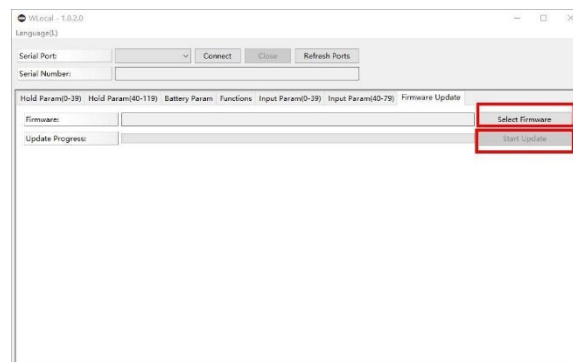 WLocal - 1.0.2.0
Language(L)
Serial Port: Connect Close Refresh Ports
Serial Number:
Hold Param(0-39) Hold Param(40-119) Battery Param Functions Input Param(0-39) Input Param(40-79) Firmware Update
Firmware: Select Firmware
Update Progress: Start Update